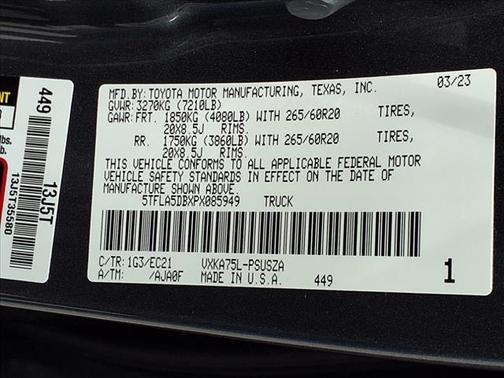 MFD.BY: TOYOTA MOTOR MANUFACTURING, TEXAS, INC. 03/23
GVWR: 3270KG (7210LB)
GAWR: FRT. 1850KG (4080LB) WITH 265/60R20 TIRES,
20X8.5J RIMS.
RR. 1750KG (3860LB) WITH 265/60R20 TIRES,
20X8.5J RIMS.
THIS VEHICLE CONFORMS TO ALL APPLICABLE FEDERAL MOTOR
VEHICLE SAFETY STANDARDS IN EFFECT ON THE DATE OF
MANUFACTURE SHOWN ABOVE.
5TFLA5DBXPX085949 TRUCK
C/TR: 1G3/EC21 VXKA75L-PSUSZA
A/TM: /AJA0F MADE IN U.S.A. 449
1
449
13J5T
13J5T35580
lbs.